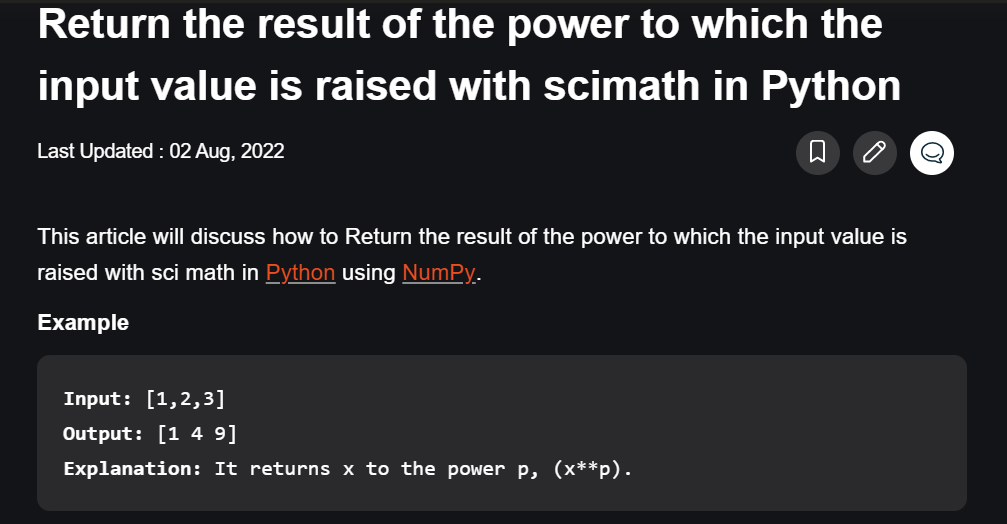 Return the result of the power to which the
input value is raised with scimath in Python
Last Updated : 02 Aug, 2022
This article will discuss how to Return the result of the power to which the input value is
raised with sci math in Python using NumPy.
Example
Input: [1,2,3]
Output: [1 4 9]
Explanation: It returns x to the power p, (x**p).